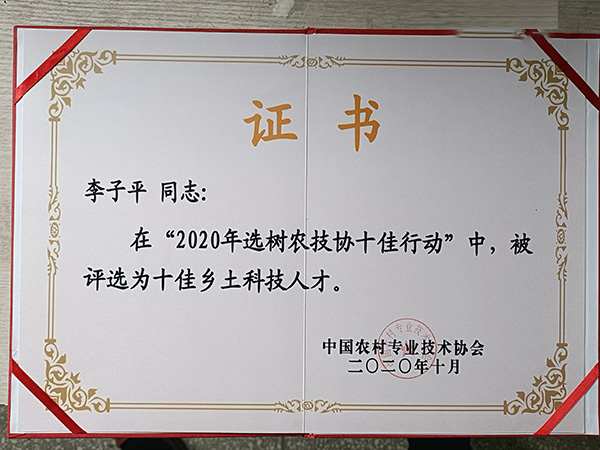 证 书
李子平 同志：
在“2020年选树农技协十佳行动”中，被
评选为十佳乡土科技人才。
中国农村专业技术协会
二〇二〇年十月